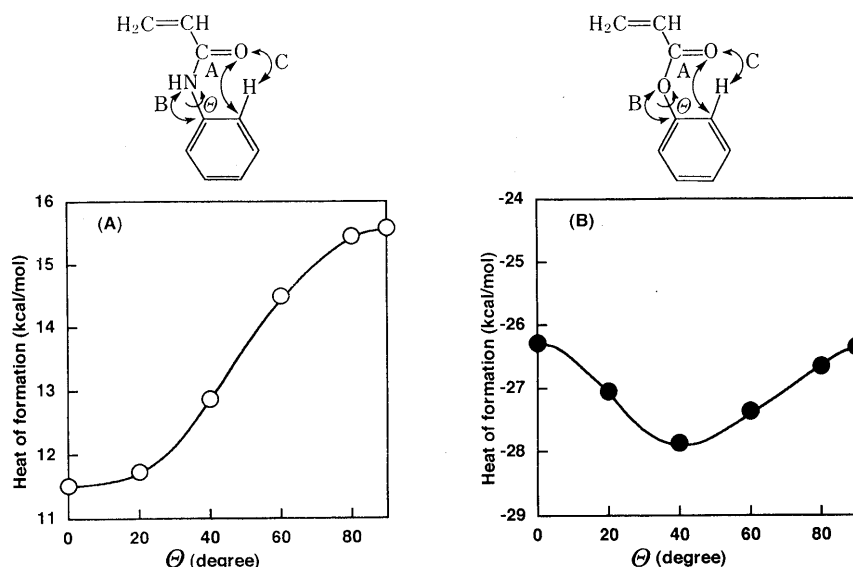 H₂C=CH
C=O
A
C
HN
H
B
Θ
(A)
Heat of formation (kcal/mol)
16
15
14
13
12
11
0
20
40
60
80
Θ (degree)
H₂C=CH
C=O
A
C
O
H
B
Θ
(B)
Heat of formation (kcal/mol)
-24
-25
-26
-27
-28
-29
0
20
40
60
80
Θ (degree)